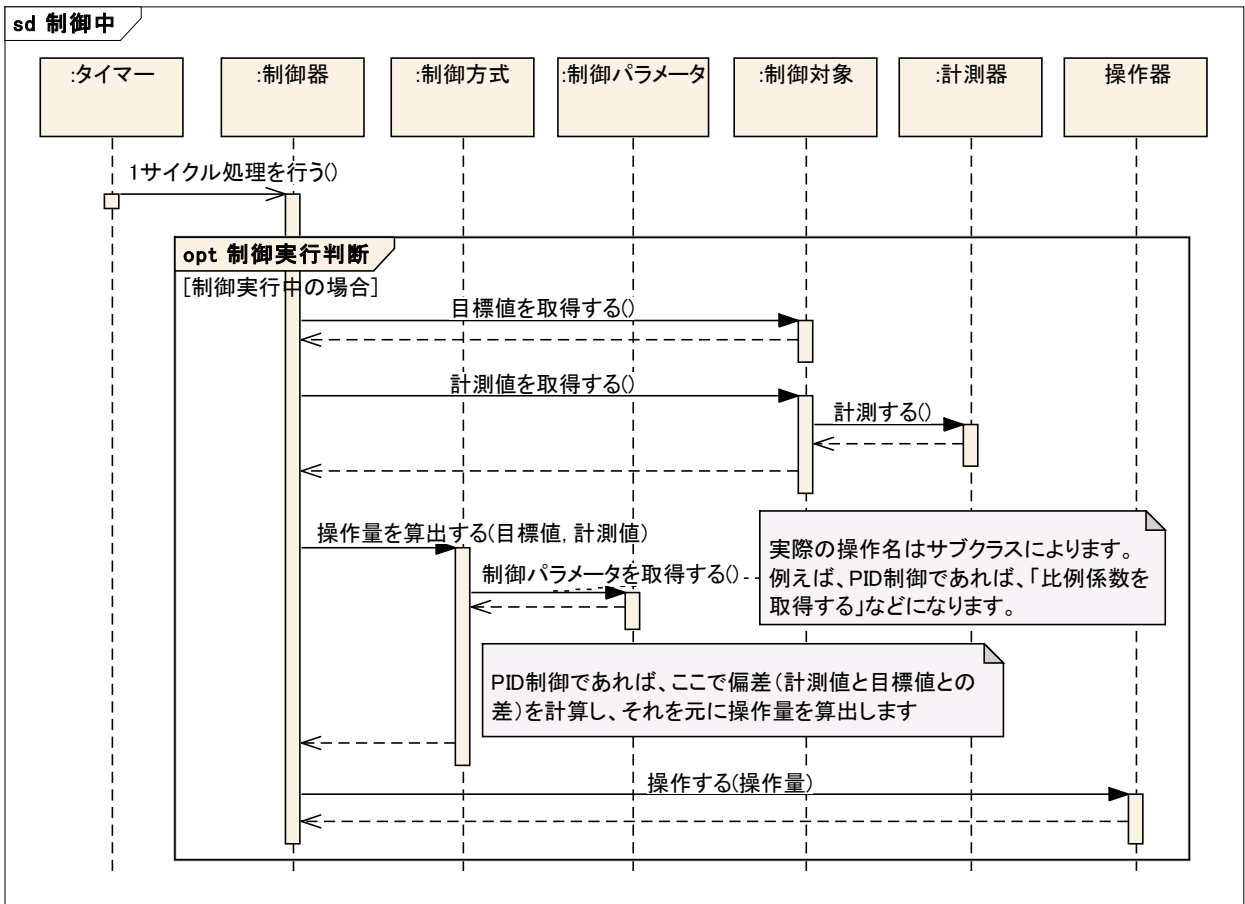 sd 制御中
:タイマー
:制御器
:制御方式
:制御パラメータ
:制御対象
:計測器
操作器
1サイクル処理を行う()
opt 制御実行判断
[制御実行中の場合]
目標値を取得する()
計測値を取得する()
計測する()
操作量を算出する(目標値, 計測値)
制御パラメータを取得する()
実際の操作名はサブクラスによります。
例えば、PID制御であれば、「比例係数を
取得する」などになります。
PID制御であれば、ここで偏差（計測値と目標値との
差）を計算し、それを元に操作量を算出します
操作する(操作量)